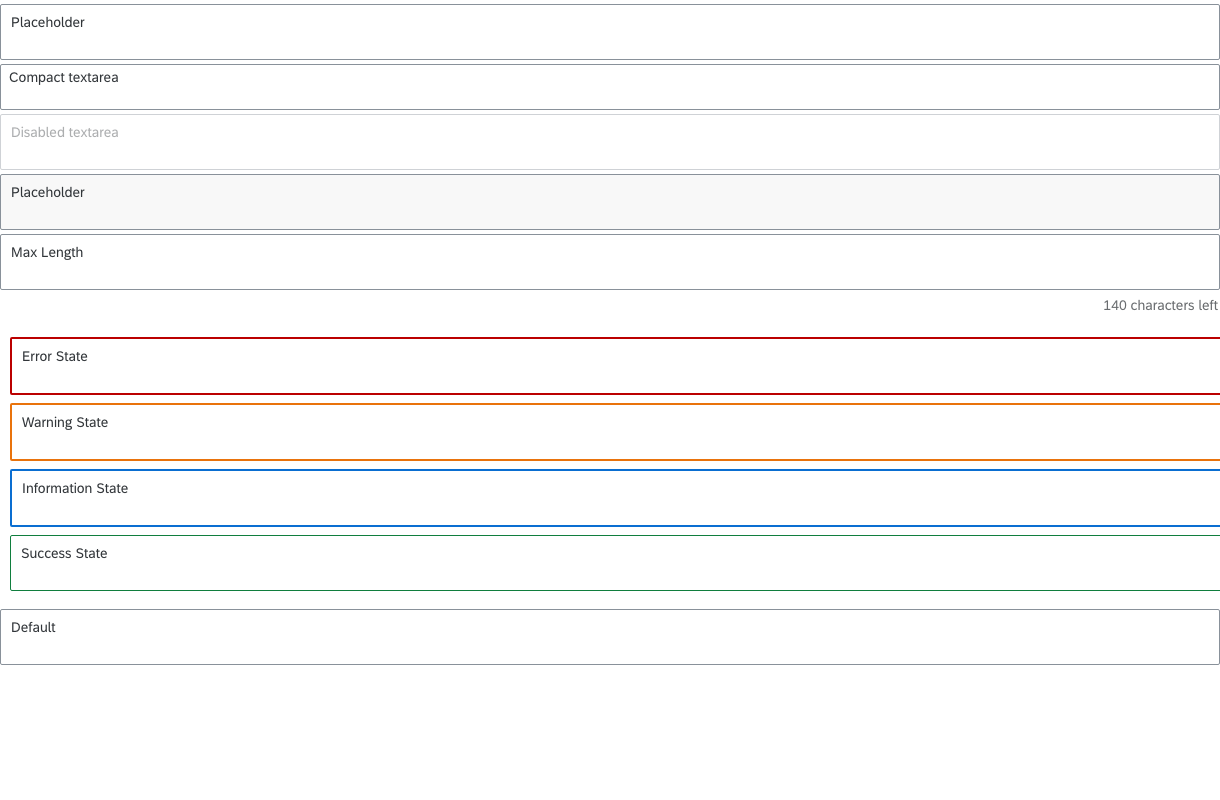 Placeholder
Compact textarea
Disabled textarea
Placeholder
Max Length
140 characters left
Error State
Warning State
Information State
Success State
Default